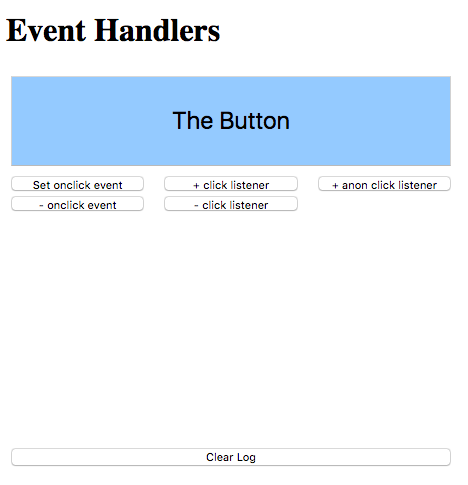 Event Handlers
The Button
Set onclick event + click listener + anon click listener
- onclick event - click listener
Clear Log